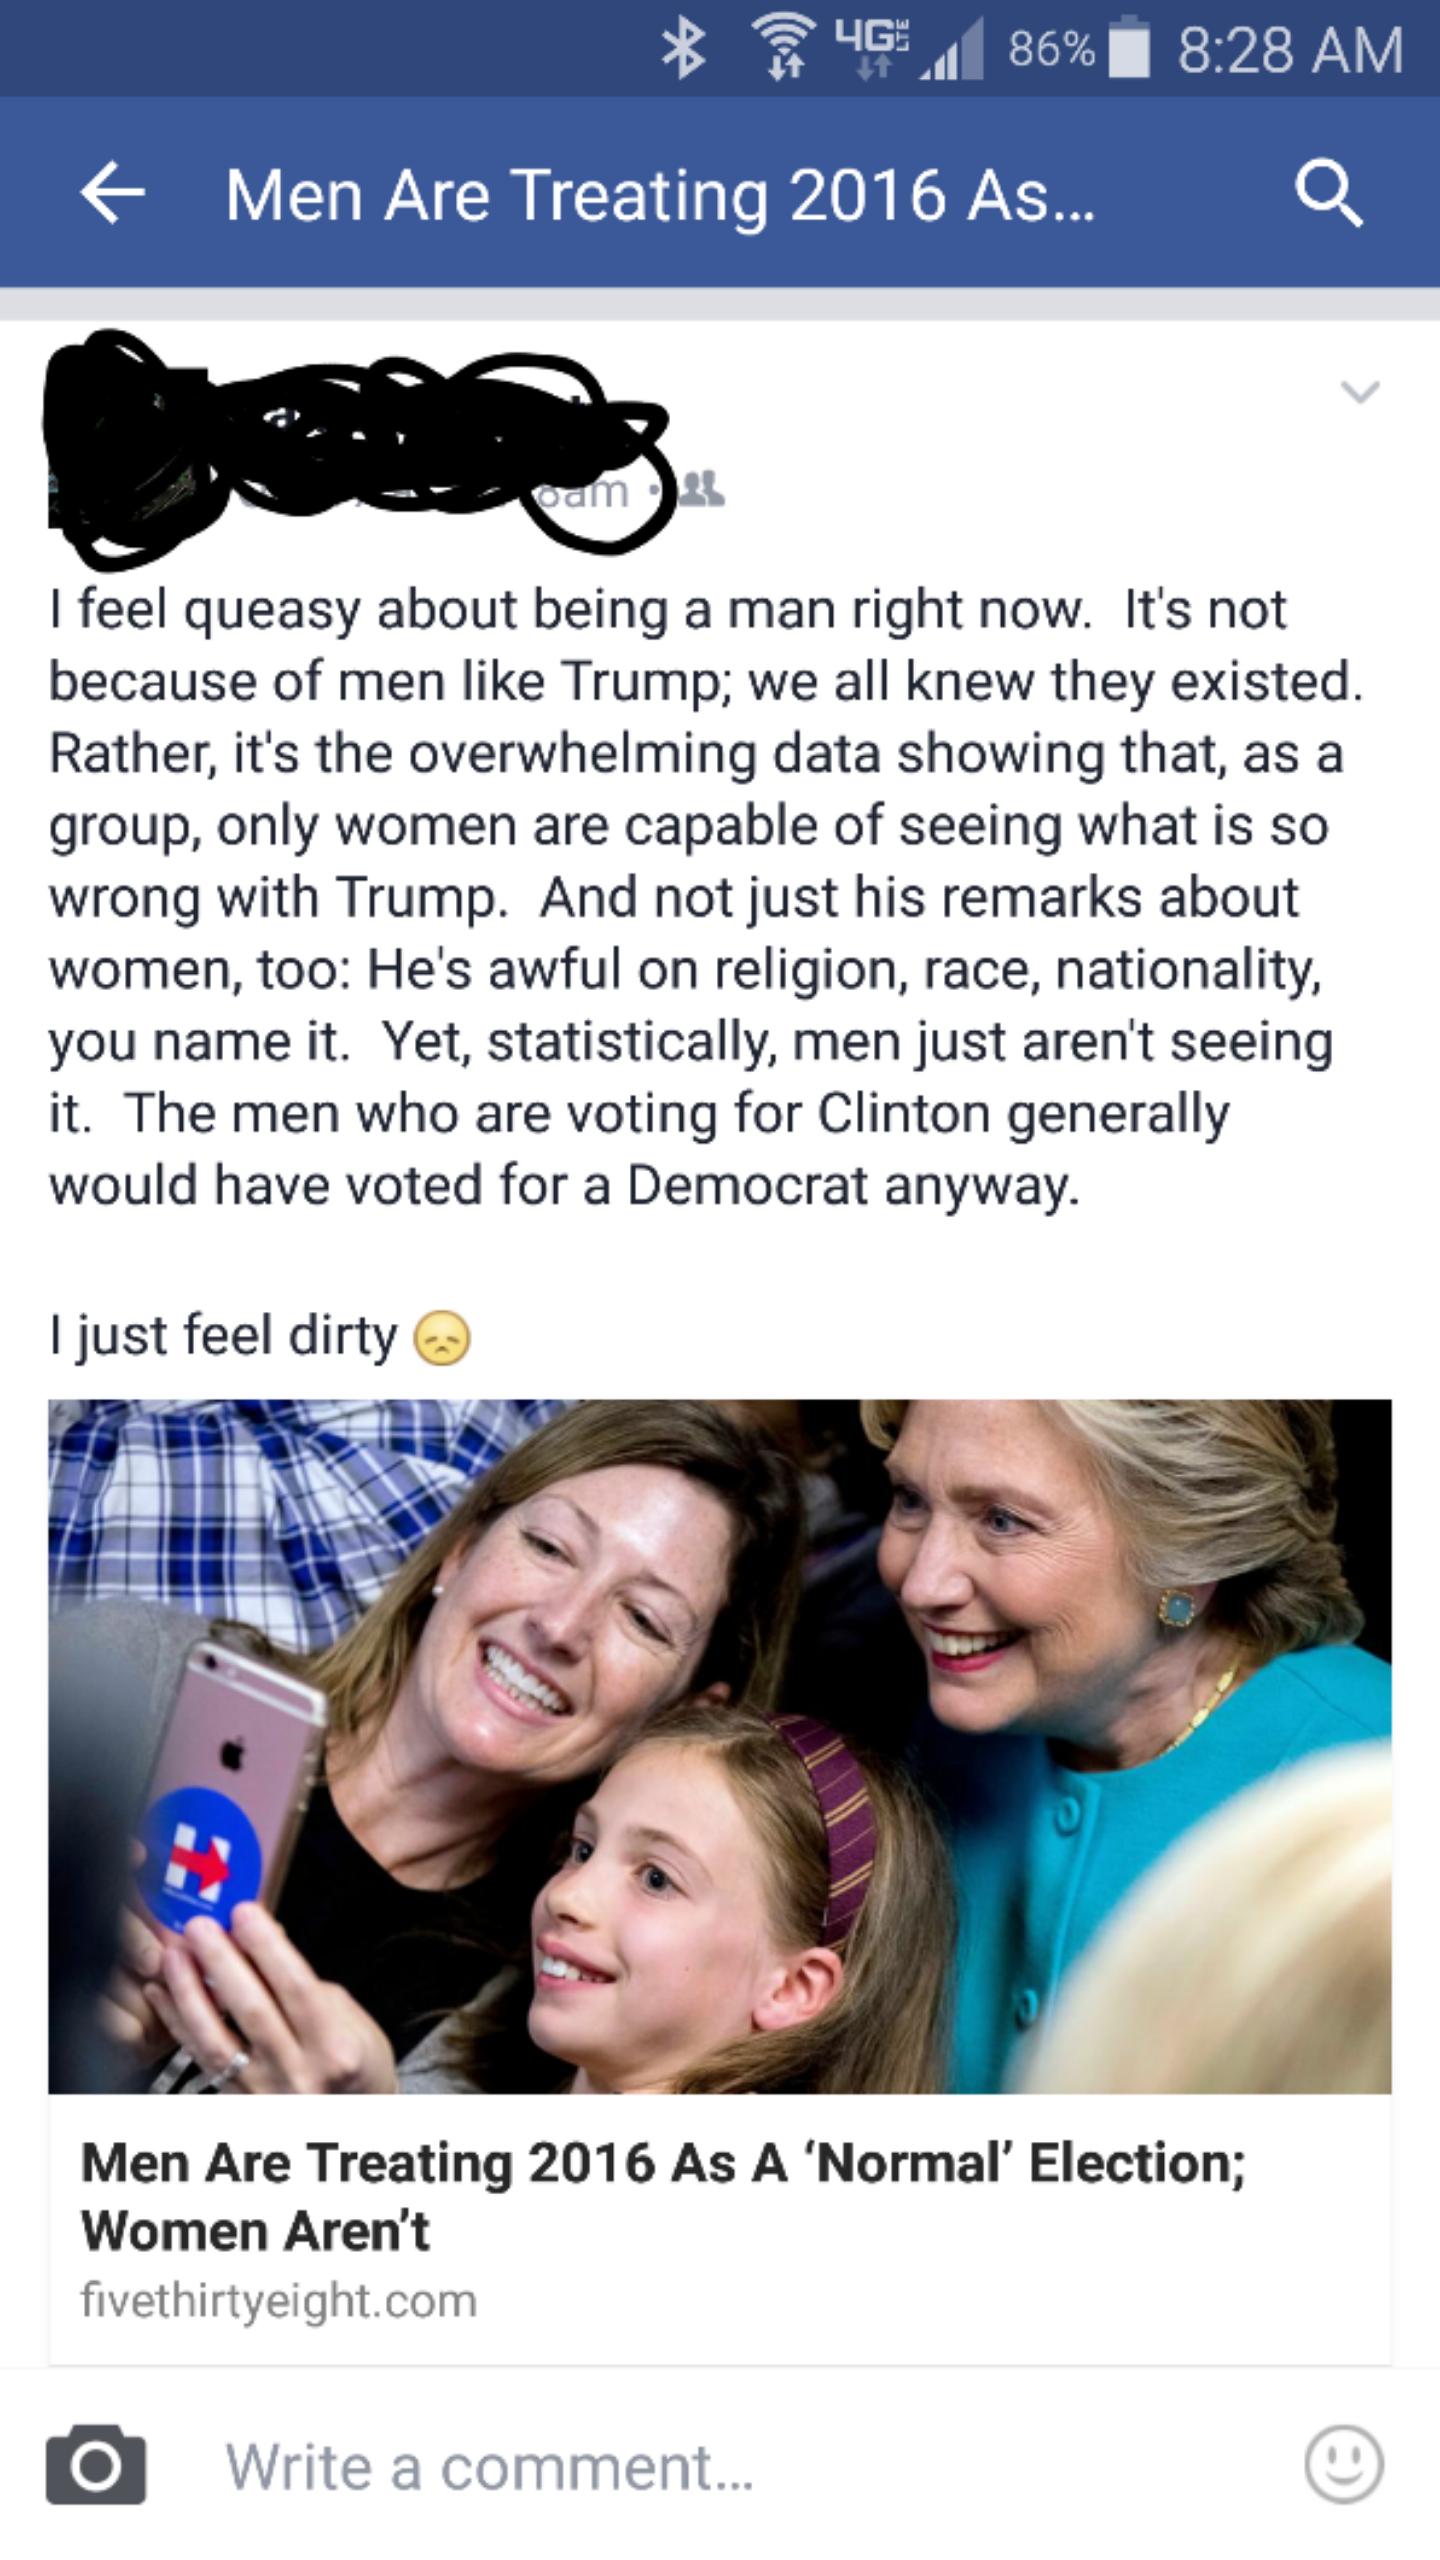 4G LTE 86% 8:28 AM
Men Are Treating 2016 As...
8am
I feel queasy about being a man right now. It's not
because of men like Trump; we all knew they existed.
Rather, it's the overwhelming data showing that, as a
group, only women are capable of seeing what is so
wrong with Trump. And not just his remarks about
women, too: He's awful on religion, race, nationality,
you name it. Yet, statistically, men just aren't seeing
it. The men who are voting for Clinton generally
would have voted for a Democrat anyway.
I just feel dirty 😞
H
Men Are Treating 2016 As A ‘Normal’ Election;
Women Aren’t
fivethirtyeight.com
Write a comment...